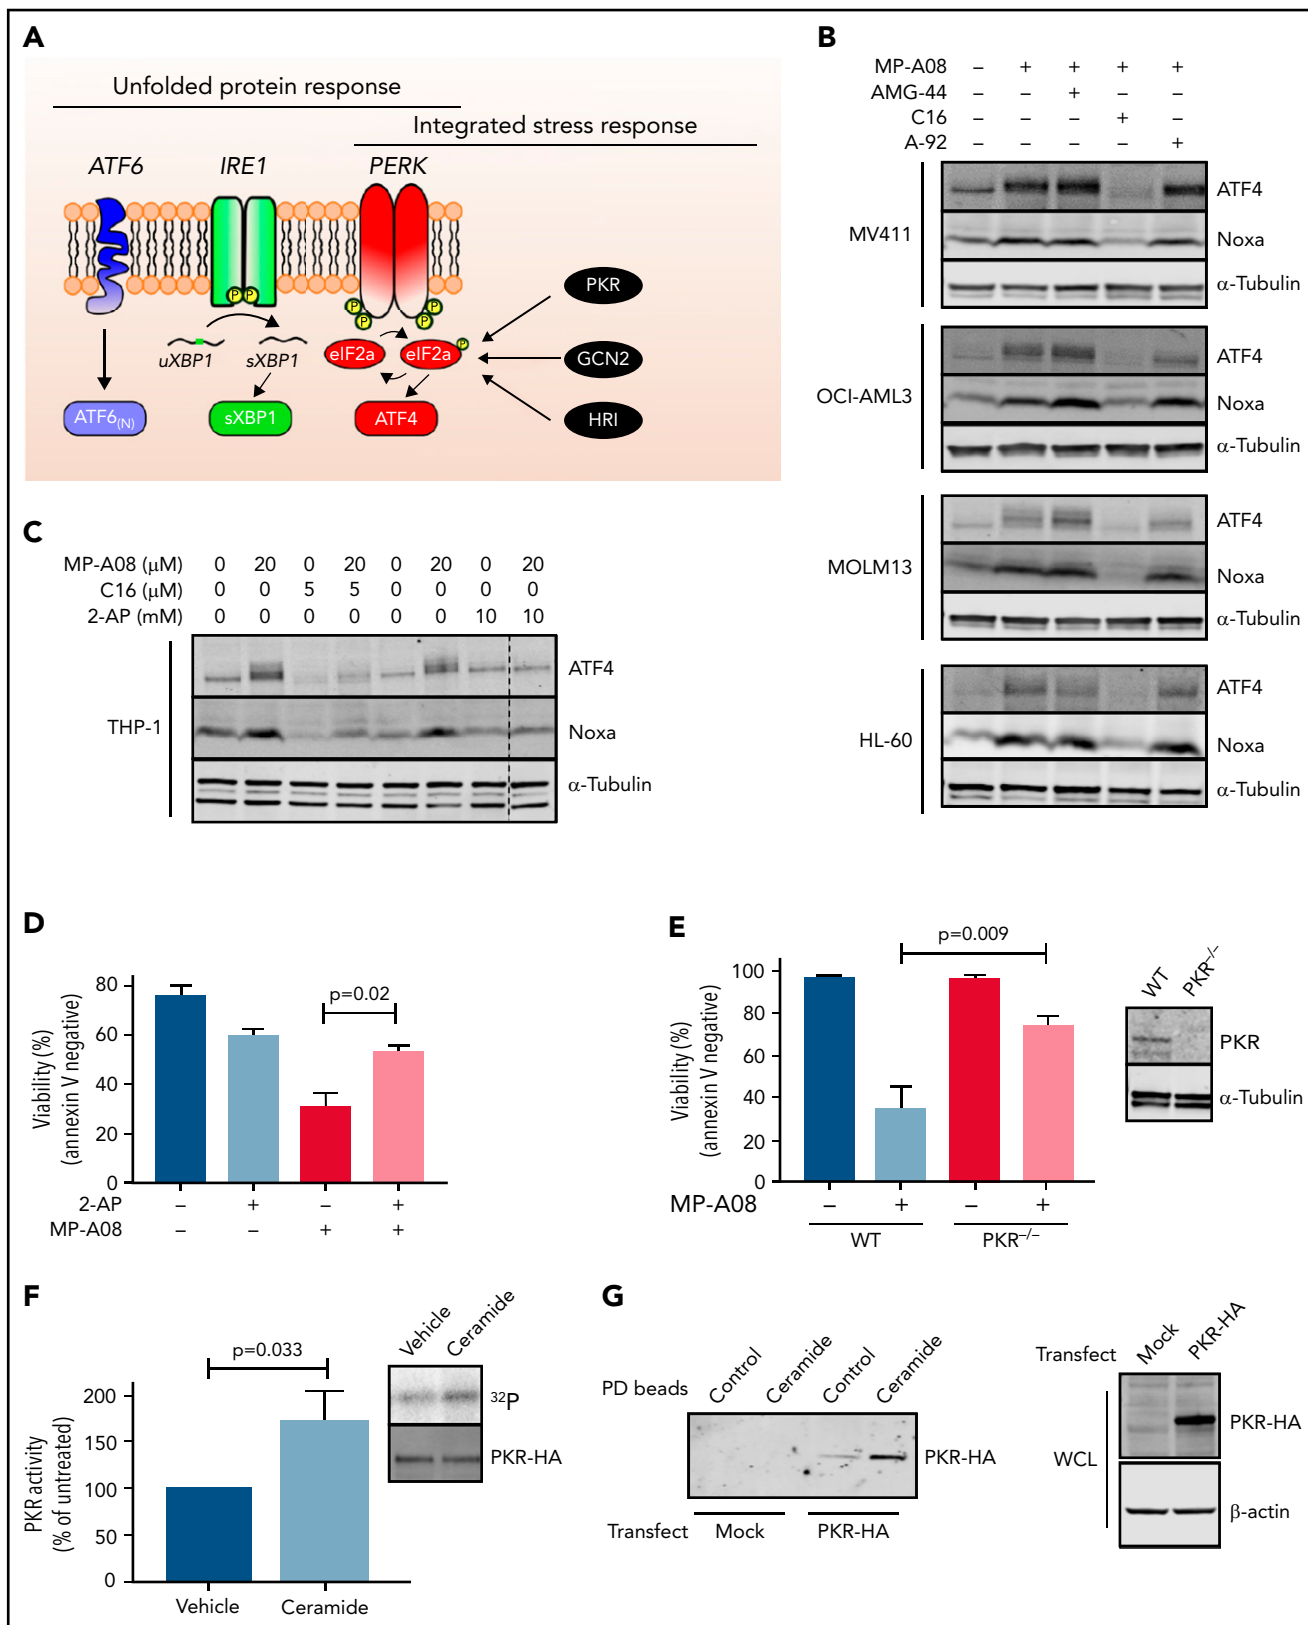 A
Unfolded protein response
Integrated stress response
ATF6 IRE1 PERK
P P
P P
P P
uXBP1 sXBP1
eIF2a eIF2a P
PKR
GCN2
HRI
ATF6(N) sXBP1 ATF4
B
MP-A08 – + + + +
AMG-44 – – + – –
C16 – – – + –
A-92 – – – – +
MV411
ATF4
Noxa
α-Tubulin
OCI-AML3
ATF4
Noxa
α-Tubulin
MOLM13
ATF4
Noxa
α-Tubulin
HL-60
ATF4
Noxa
α-Tubulin
C
MP-A08 (μM) 0 20 0 20 0 20 0 20
C16 (μM) 0 0 5 5 0 0 0 0
2-AP (mM) 0 0 0 0 0 0 10 10
THP-1
ATF4
Noxa
α-Tubulin
D
Viability (%)
(annexin V negative)
80
60
40
20
0
p=0.02
2-AP – + – +
MP-A08 – – + +
E
Viability (%)
(annexin V negative)
100
80
60
40
20
0
p=0.009
MP-A08 – + – +
WT PKR–/–
WT PKR–/–
PKR
α-Tubulin
F
PKR activity
(% of untreated)
200
150
100
50
0
p=0.033
Vehicle Ceramide
Vehicle Ceramide
32P
PKR-HA
G
PD beads Control Ceramide Control Ceramide
PKR-HA
Transfect Mock PKR-HA
Transfect Mock PKR-HA
WCL
PKR-HA
β-actin